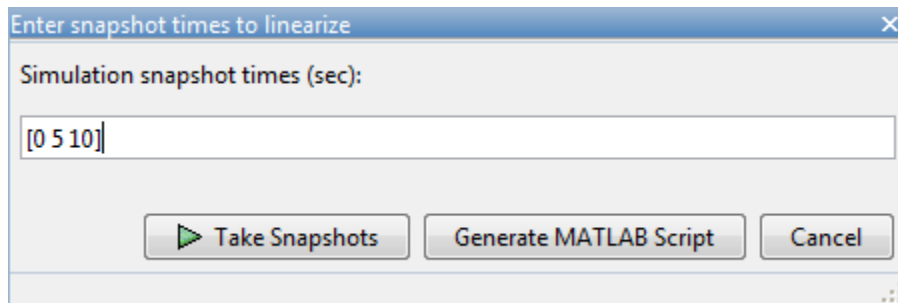 Enter snapshot times to linearize
Simulation snapshot times (sec):
[0 5 10]
Take Snapshots Generate MATLAB Script Cancel